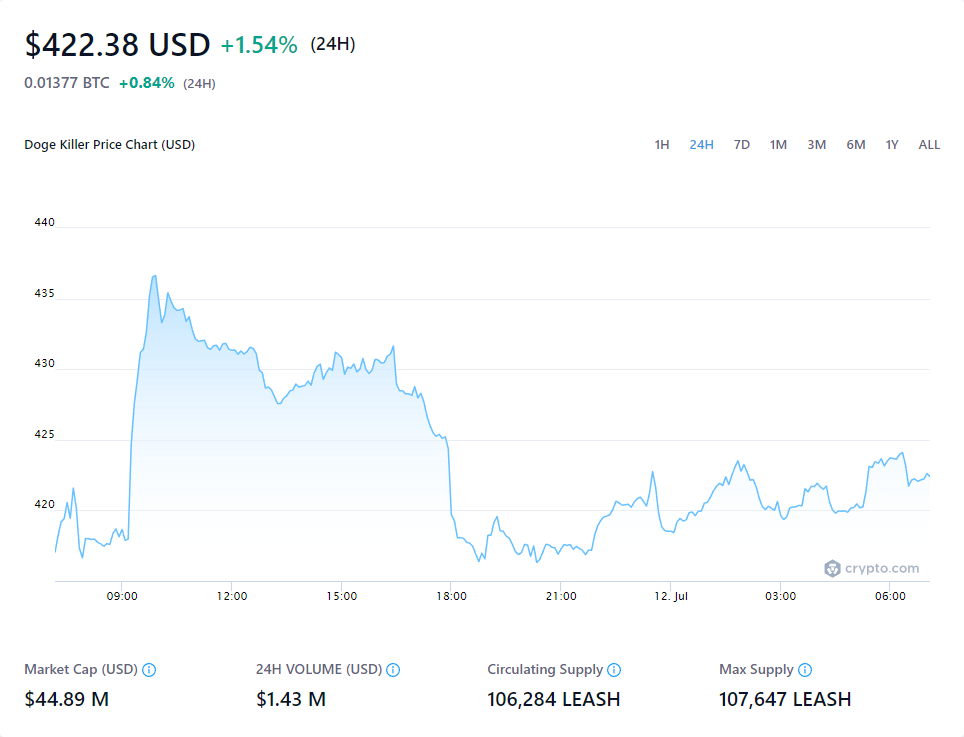 $422.38 USD +1.54% (24H)
0.01377 BTC +0.84% (24H)
Doge Killer Price Chart (USD) 1H 24H 7D 1M 3M 6M 1Y ALL
440
435
430
425
420
crypto.com
09:00 12:00 15:00 18:00 21:00 12. Jul 03:00 06:00
Market Cap (USD) 24H VOLUME (USD) Circulating Supply Max Supply
$44.89 M $1.43 M 106,284 LEASH 107,647 LEASH